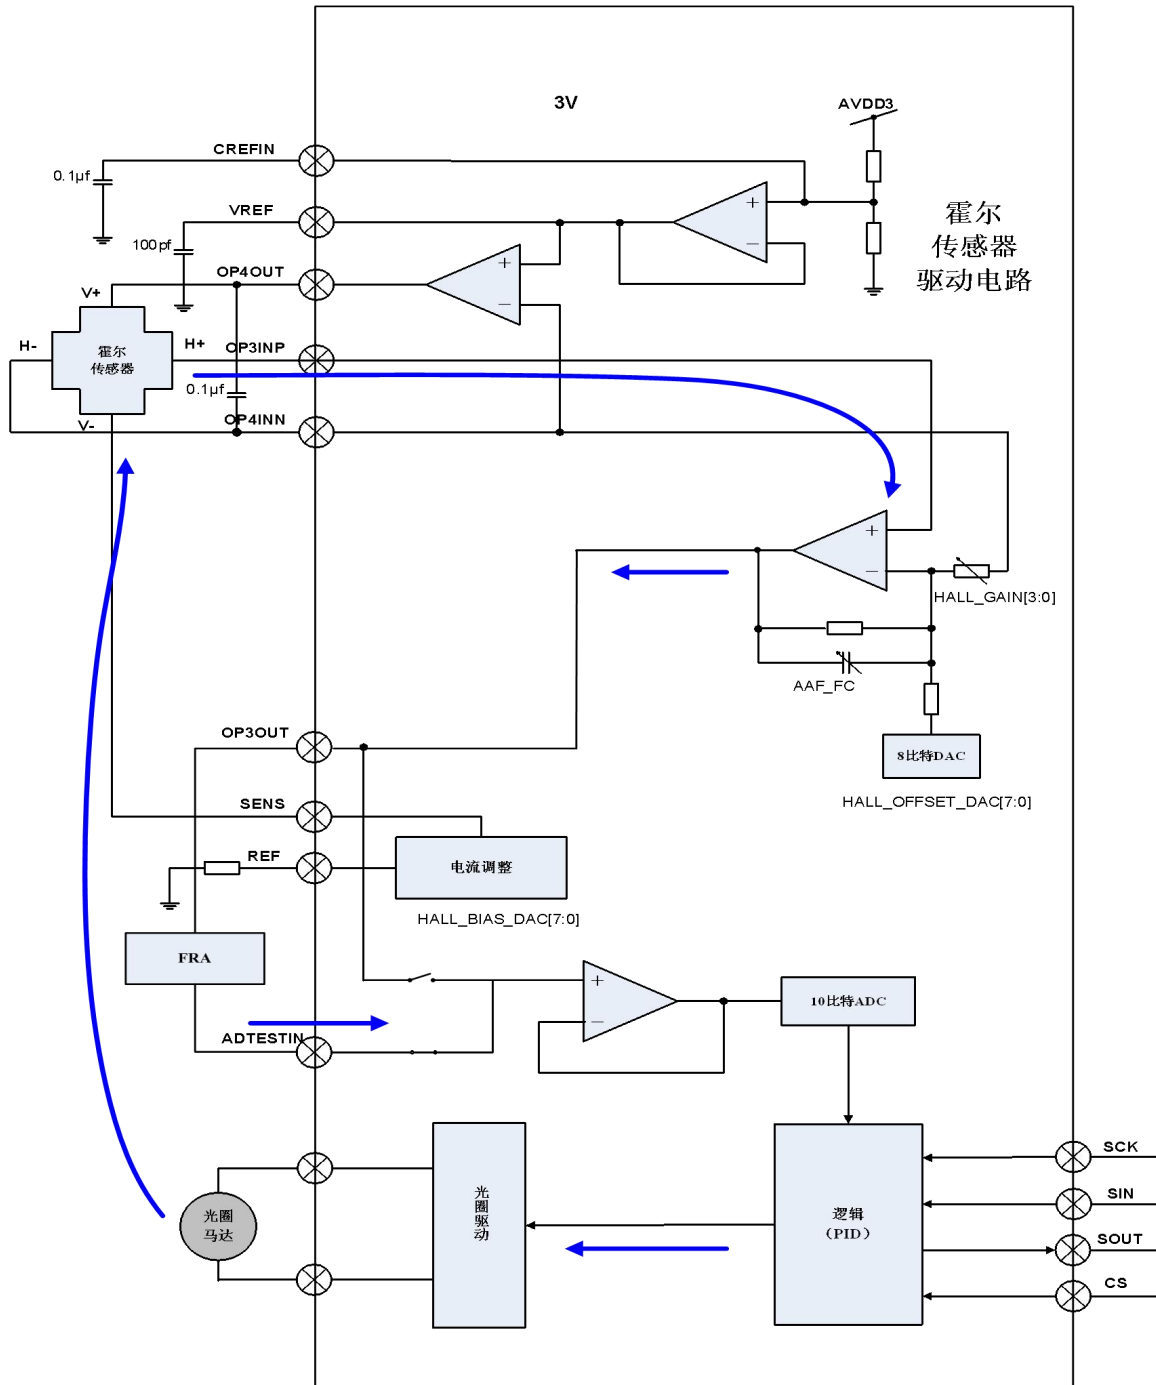 3V
AVDD3
CREFIN
0.1μf
VREF
霍尔
传感器
驱动电路
+
−
100pf
OP4OUT
+
−
V+
H-
霍尔
传感器
H+
OP3INP
0.1μf
OP4INN
V-
+
−
HALL_GAIN[3:0]
AAF_FC
OP3OUT
8比特DAC
HALL_OFFSET_DAC[7:0]
SENS
REF
电流调整
HALL_BIAS_DAC[7:0]
FRA
+
−
10比特ADC
ADTESTIN
SCK
SIN
SOUT
CS
光圈
马达
光圈驱动
逻辑
（PID）